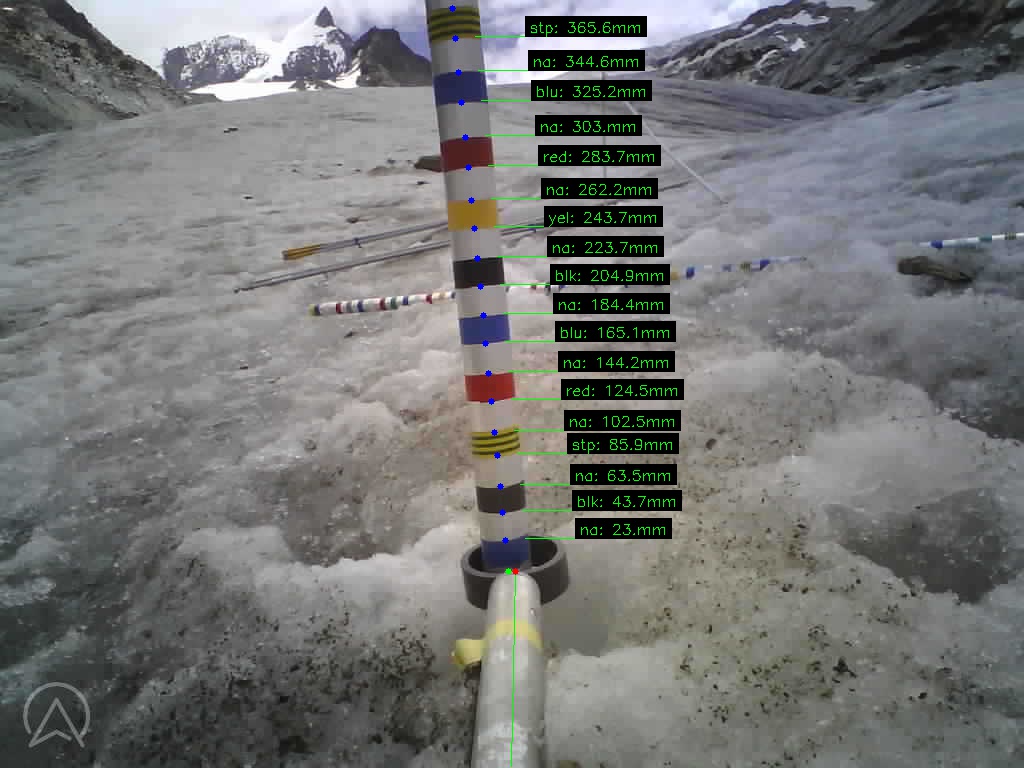 stp: 365.6mm
na: 344.6mm
blu: 325.2mm
na: 303.mm
red: 283.7mm
na: 262.2mm
yel: 243.7mm
na: 223.7mm
blk: 204.9mm
na: 184.4mm
blu: 165.1mm
na: 144.2mm
red: 124.5mm
na: 102.5mm
stp: 85.9mm
na: 63.5mm
blk: 43.7mm
na: 23.mm